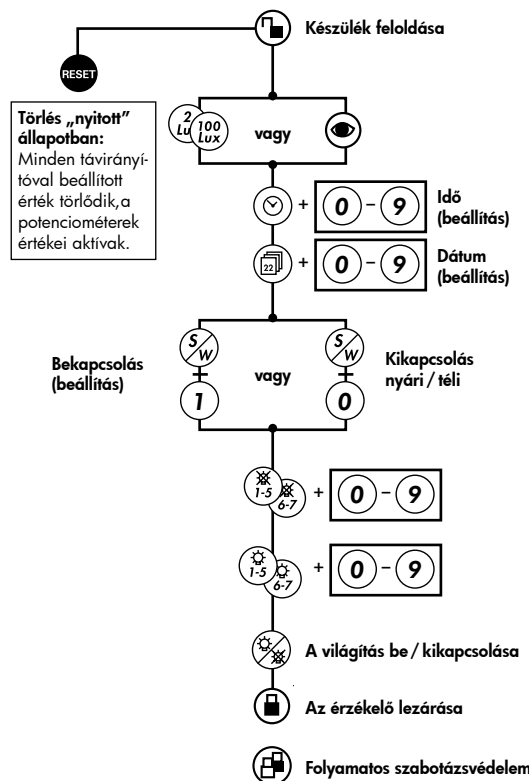 Készülék feloldása
RESET
Törlés „nyitott”
állapotban:
Minden távirányí-
tóval beállított
érték törlődik,a
potenciométerek
értékei aktívak.
2
Lu
100
Lux
vagy
+ 0 – 9
Idő
(beállítás)
22
+ 0 – 9
Dátum
(beállítás)
Bekapcsolás
(beállítás)
S/W
1
vagy
S/W
0
Kikapcsolás
nyári / téli
1-5
6-7
+ 0 – 9
1-5
6-7
+ 0 – 9
A világítás be / kikapcsolása
Az érzékelő lezárása
Folyamatos szabotázsvédelem